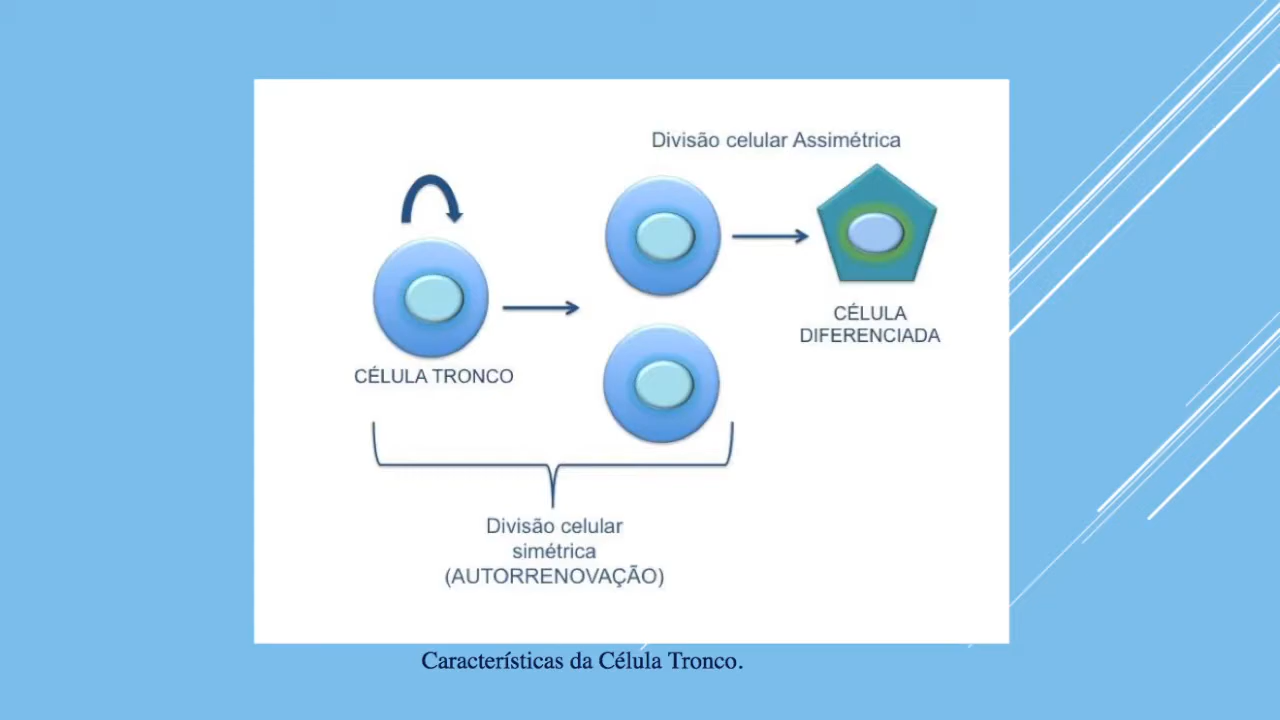 Divisão celular Assimétrica
CÉLULA TRONCO
CÉLULA
DIFERENCIADA
Divisão celular
simétrica
(AUTORRENOVAÇÃO)
Características da Célula Tronco.